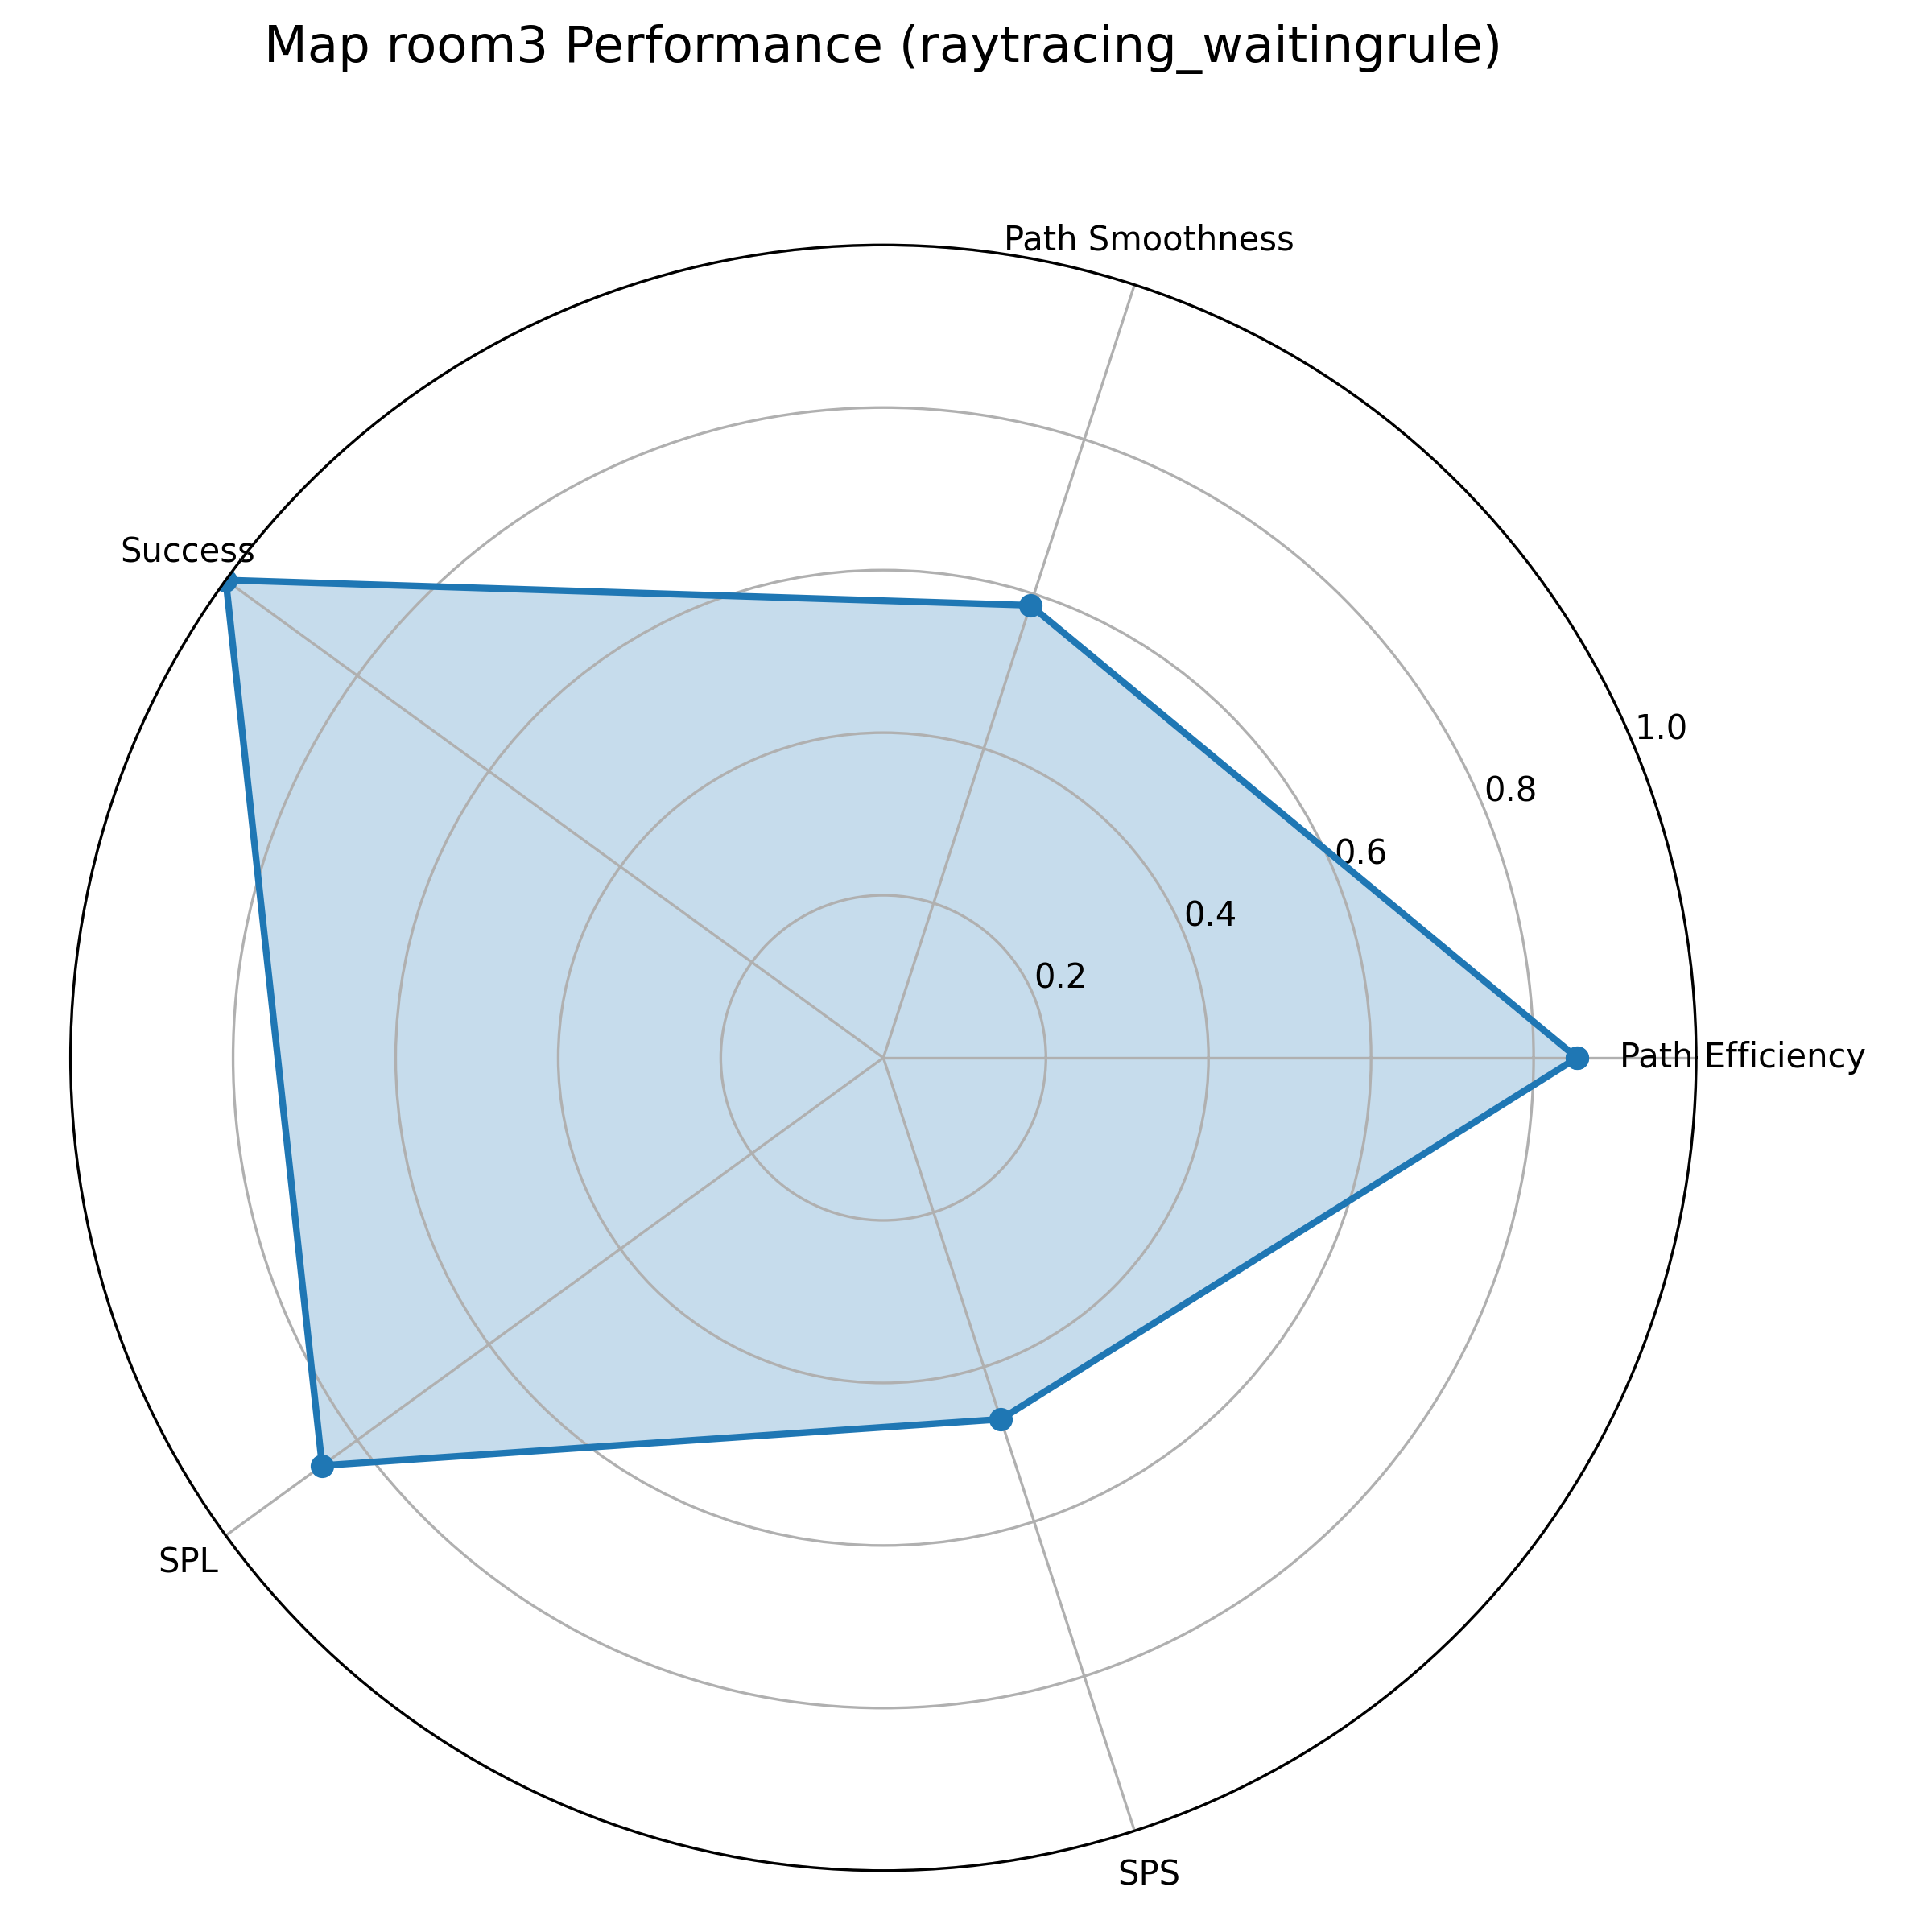 Map room3 Performance (raytracing_waitingrule)
Path Smoothness
Success
1.0
0.8
0.6
0.4
0.2
Path Efficiency
SPL
SPS